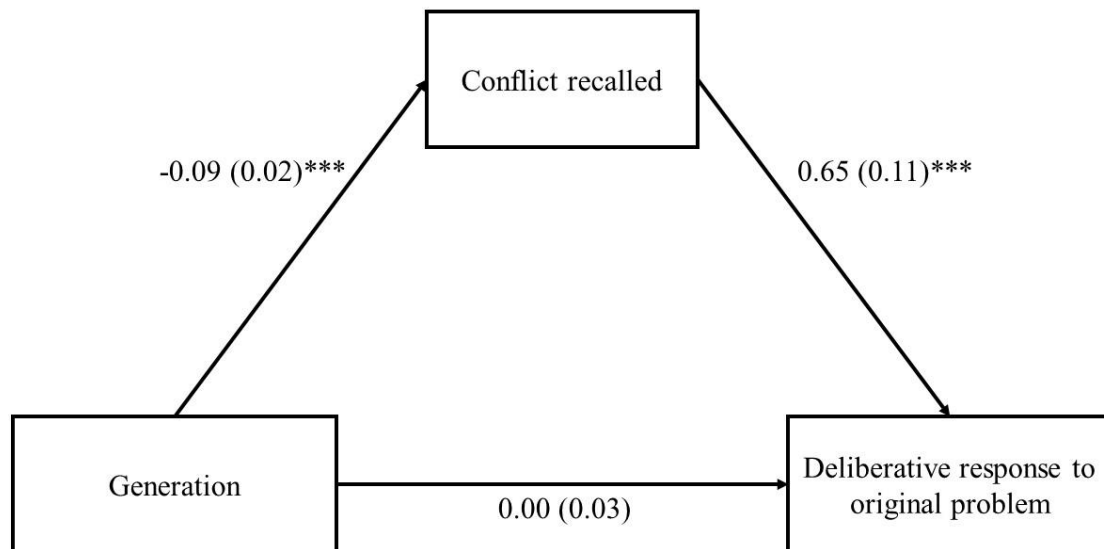 Conflict recalled
-0.09 (0.02)***
0.65 (0.11)***
Generation
0.00 (0.03)
Deliberative response to
original problem